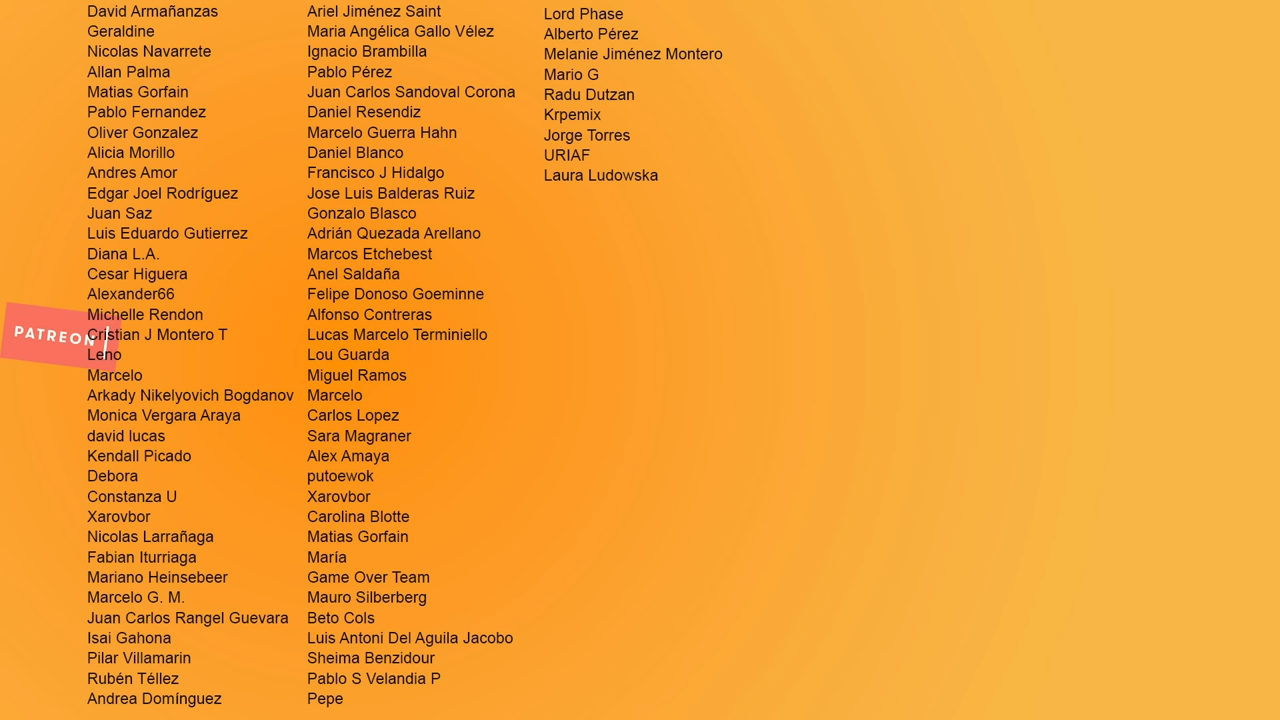 David Armañanzas
Geraldine
Nicolas Navarrete
Allan Palma
Matias Gorfain
Pablo Fernandez
Oliver Gonzalez
Alicia Morillo
Andres Amor
Edgar Joel Rodríguez
Juan Saz
Luis Eduardo Gutierrez
Diana L.A.
Cesar Higuera
Alexander66
Michelle Rendon
Cristian J Montero T
Leno
Marcelo
Arkady Nikelyovich Bogdanov
Monica Vergara Araya
david lucas
Kendall Picado
Debora
Constanza U
Xarovbor
Nicolas Larrañaga
Fabian Iturriaga
Mariano Heinsebeer
Marcelo G. M.
Juan Carlos Rangel Guevara
Isai Gahona
Pilar Villamarin
Rubén Téllez
Andrea Domínguez
PATREON
Ariel Jiménez Saint
Maria Angélica Gallo Vélez
Ignacio Brambilla
Pablo Pérez
Juan Carlos Sandoval Corona
Daniel Resendiz
Marcelo Guerra Hahn
Daniel Blanco
Francisco J Hidalgo
Jose Luis Balderas Ruiz
Gonzalo Blasco
Adrián Quezada Arellano
Marcos Etchebest
Anel Saldaña
Felipe Donoso Goeminne
Alfonso Contreras
Lucas Marcelo Terminiello
Lou Guarda
Miguel Ramos
Marcelo
Carlos Lopez
Sara Magraner
Alex Amaya
putoewok
Xarovbor
Carolina Blotte
Matias Gorfain
María
Game Over Team
Mauro Silberberg
Beto Cols
Luis Antoni Del Aguila Jacobo
Sheima Benzidour
Pablo S Velandia P
Pepe
Lord Phase
Alberto Pérez
Melanie Jiménez Montero
Mario G
Radu Dutzan
Krpemix
Jorge Torres
URIAF
Laura Ludowska